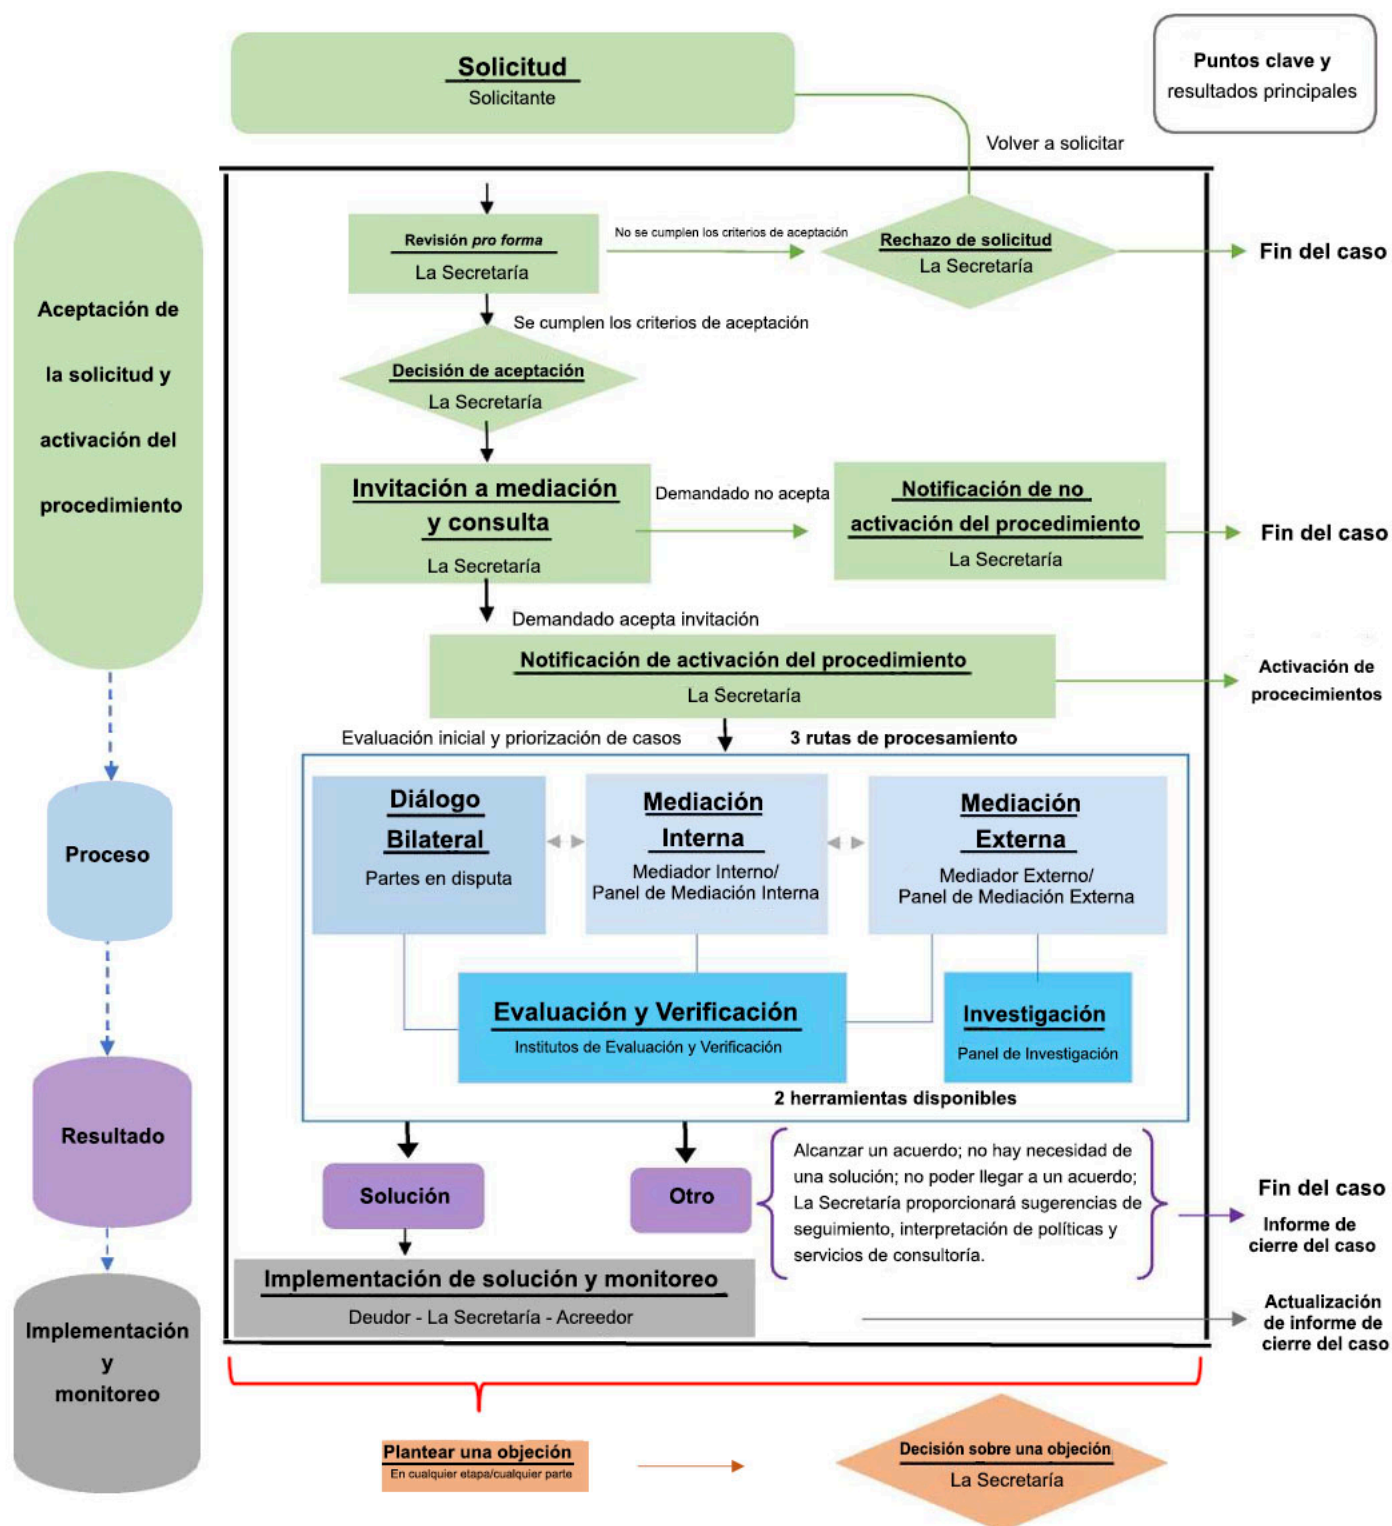 Solicitud
Solicitante
Puntos clave y
resultados principales
Volver a solicitar
Aceptación de
la solicitud y
activación del
procedimiento
Revisión pro forma
La Secretaría
No se cumplen los criterios de aceptación
Rechazo de solicitud
La Secretaría
Fin del caso
Se cumplen los criterios de aceptación
Decisión de aceptación
La Secretaría
Invitación a mediación
y consulta
La Secretaría
Demandado no acepta
Notificación de no
activación del procedimiento
La Secretaría
Fin del caso
Demandado acepta invitación
Notificación de activación del procedimiento
La Secretaría
Activación de
procecimientos
Evaluación inicial y priorización de casos
3 rutas de procesamiento
Proceso
Diálogo
Bilateral
Partes en disputa
Mediación
Interna
Mediador Interno/
Panel de Mediación Interna
Mediación
Externa
Mediador Externo/
Panel de Mediación Externa
Evaluación y Verificación
Institutos de Evaluación y Verificación
Investigación
Panel de Investigación
2 herramientas disponibles
Resultado
Solución
Otro
Alcanzar un acuerdo; no hay necesidad de
una solución; no poder llegar a un acuerdo;
La Secretaría proporcionará sugerencias de
seguimiento, interpretación de políticas y
servicios de consultoría.
Fin del caso
Informe de
cierre del caso
Implementación
y
monitoreo
Implementación de solución y monitoreo
Deudor - La Secretaría - Acreedor
Actualización
de informe de
cierre del caso
Plantear una objeción
En cualquier etapa/cualquier parte
Decisión sobre una objeción
La Secretaría